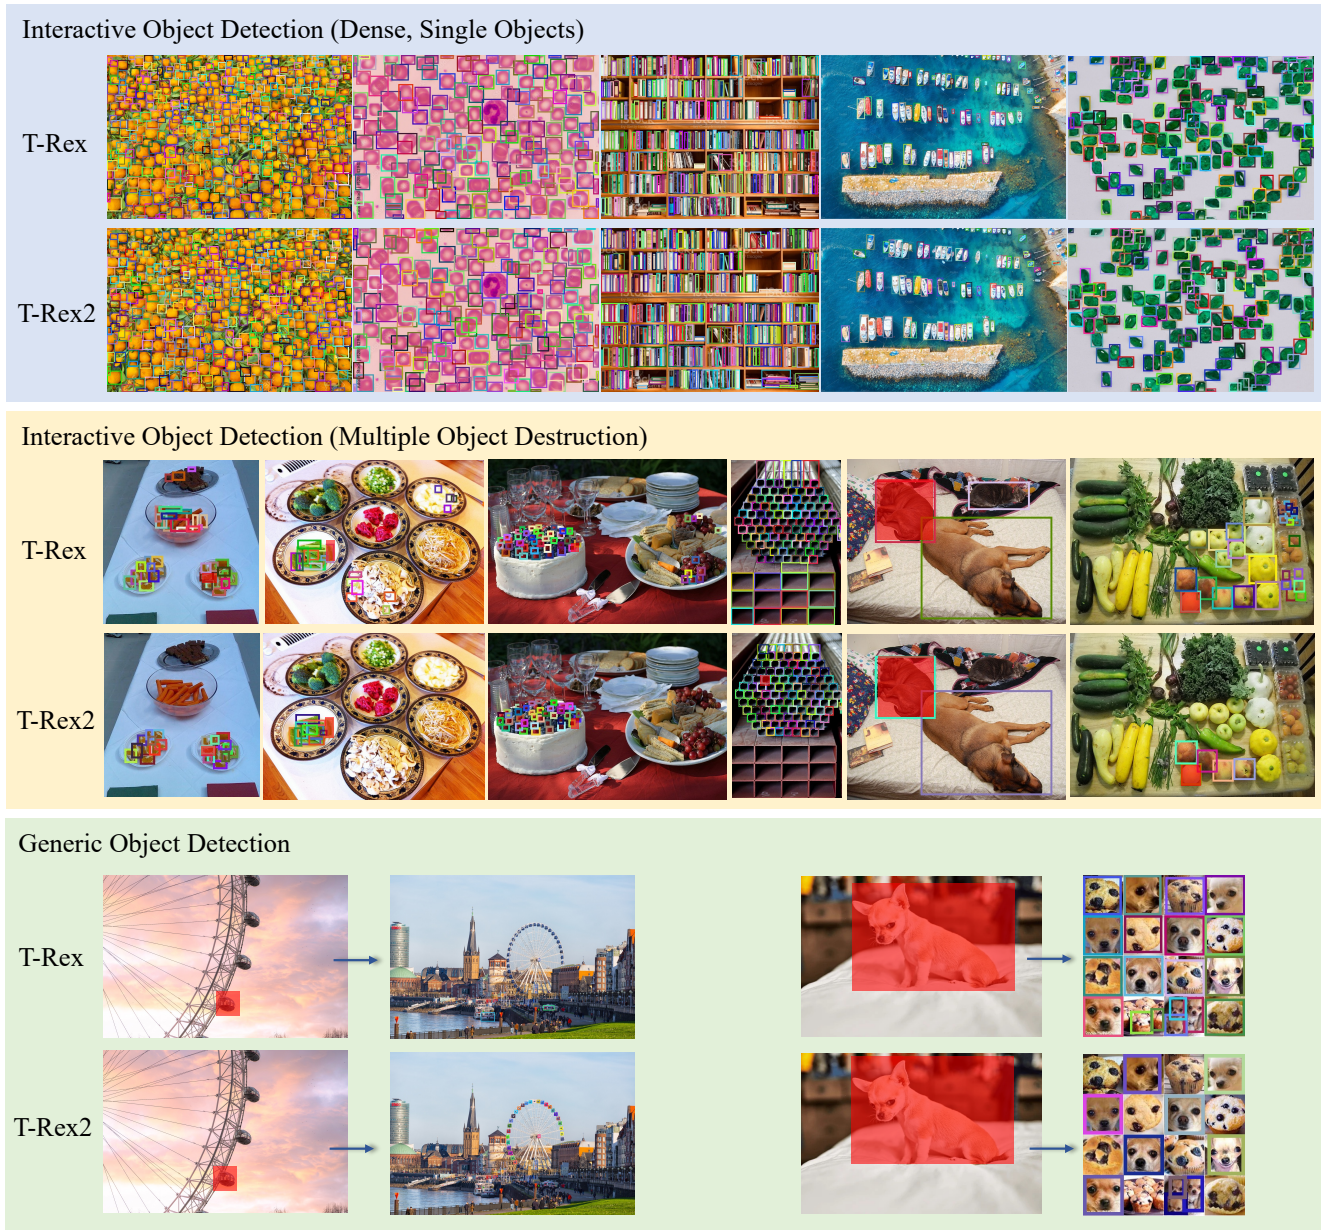 Interactive Object Detection (Dense, Single Objects)
T-Rex
T-Rex2
Interactive Object Detection (Multiple Object Destruction)
T-Rex
T-Rex2
Generic Object Detection
T-Rex
T-Rex2